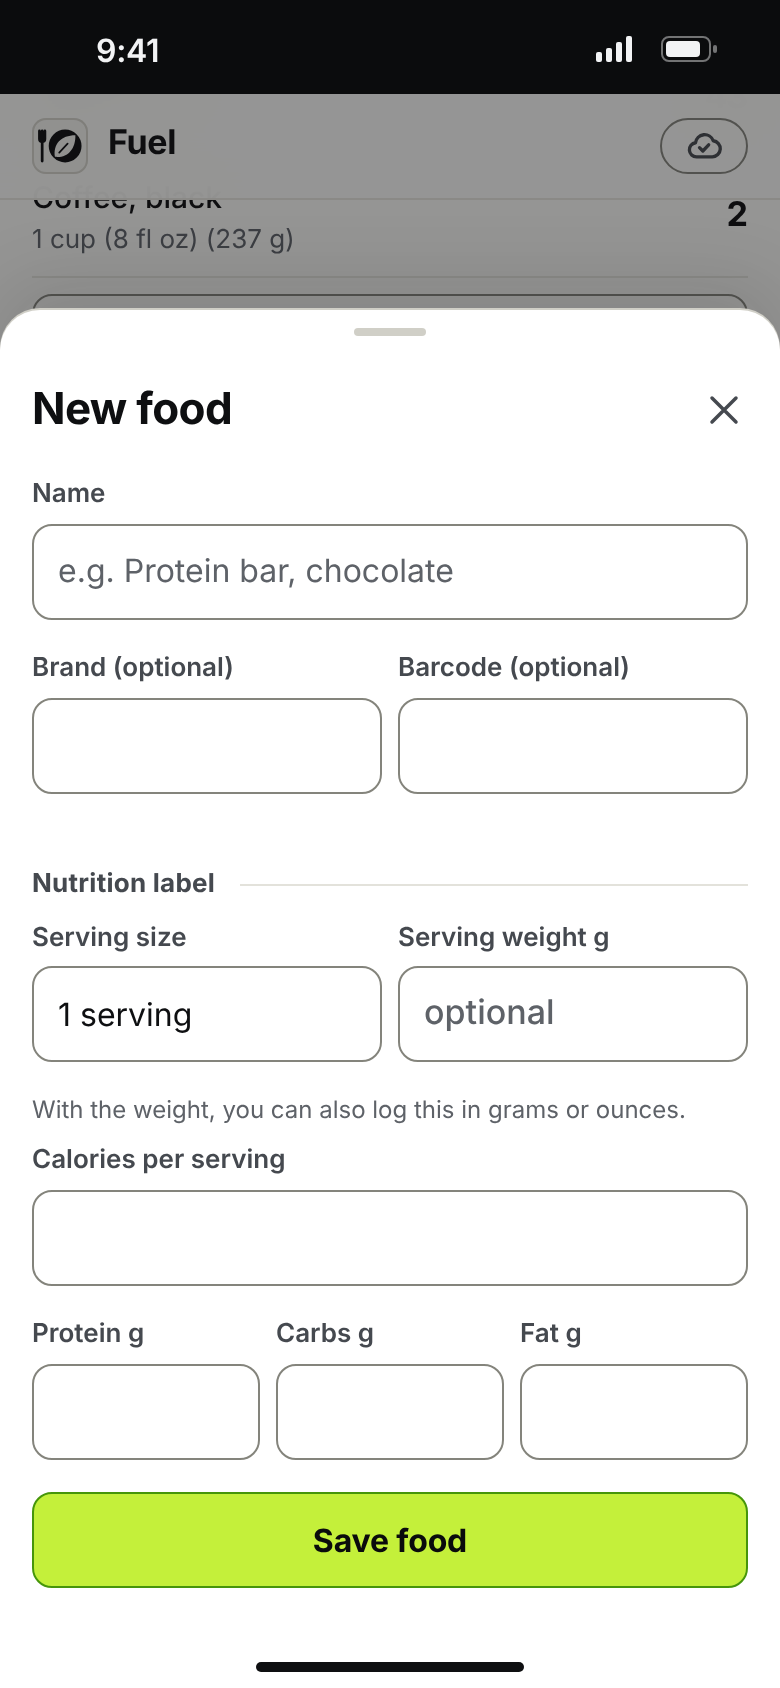 9:41
Fuel
Coffee, black
2
1 cup (8 fl oz) (237 g)
New food
Name
e.g. Protein bar, chocolate
Brand (optional)
Barcode (optional)
Nutrition label
Serving size
Serving weight g
1 serving
optional
With the weight, you can also log this in grams or ounces.
Calories per serving
Protein g
Carbs g
Fat g
Save food